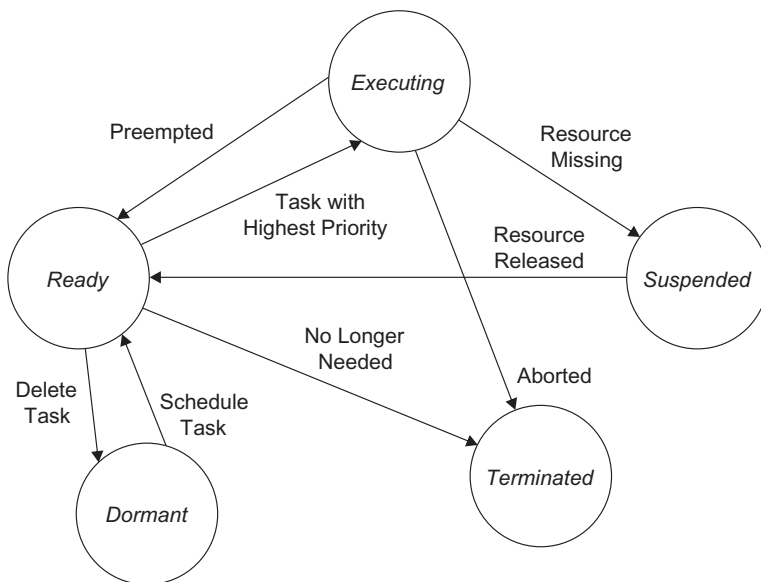 Executing
Preempted
Resource
Missing
Task with
Highest Priority
Resource
Released
Ready
Suspended
No Longer
Needed
Delete
Task
Schedule
Task
Aborted
Dormant
Terminated